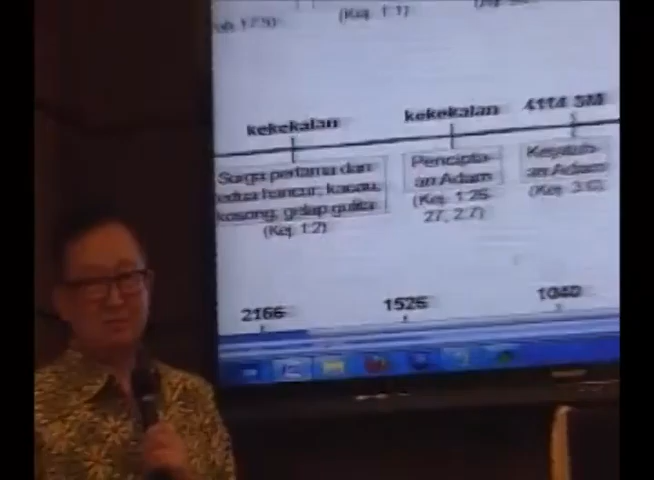 (Kej. 1:1)
kekekalan
kekekalan
4114 SM
Surga pertama dan
kedua hancur, kacau,
kosong, gelap gulita
(Kej. 1:2)
Pencipta-
an Adam
(Kej. 1:26-
27; 2:7)
Kejatuh-
an Adam
(Kej. 3:6)
2166
1526
1040